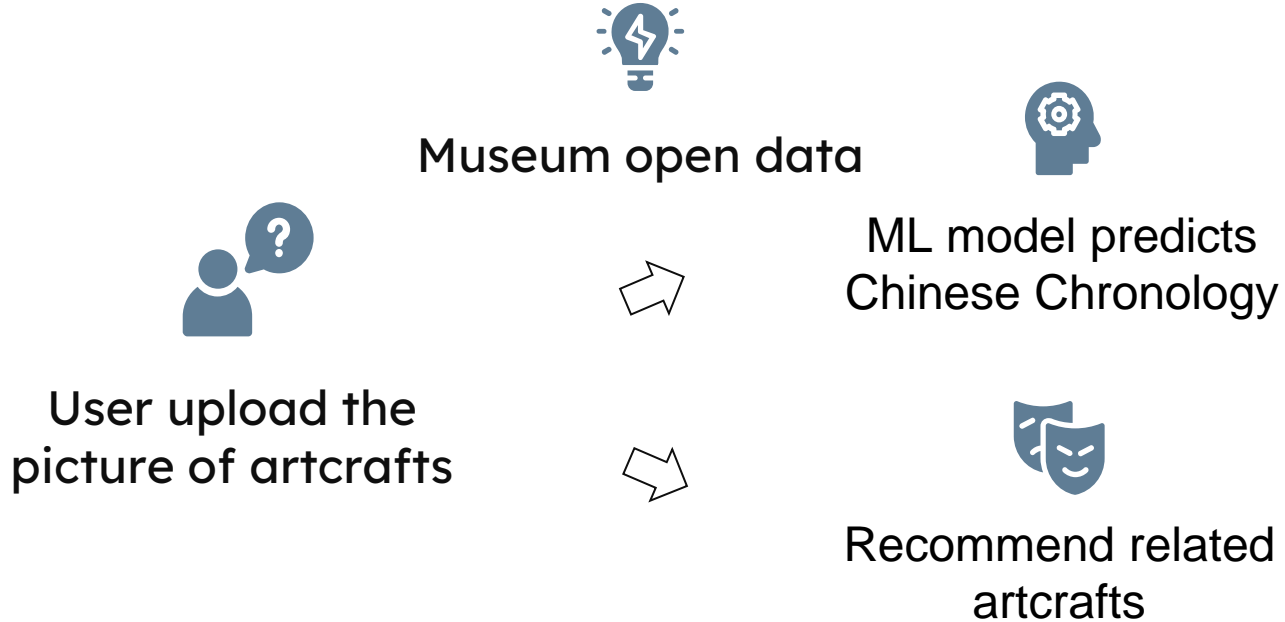 Museum open data
ML model predicts
Chinese Chronology
?
User upload the
picture of artcrafts
Recommend related
artcrafts